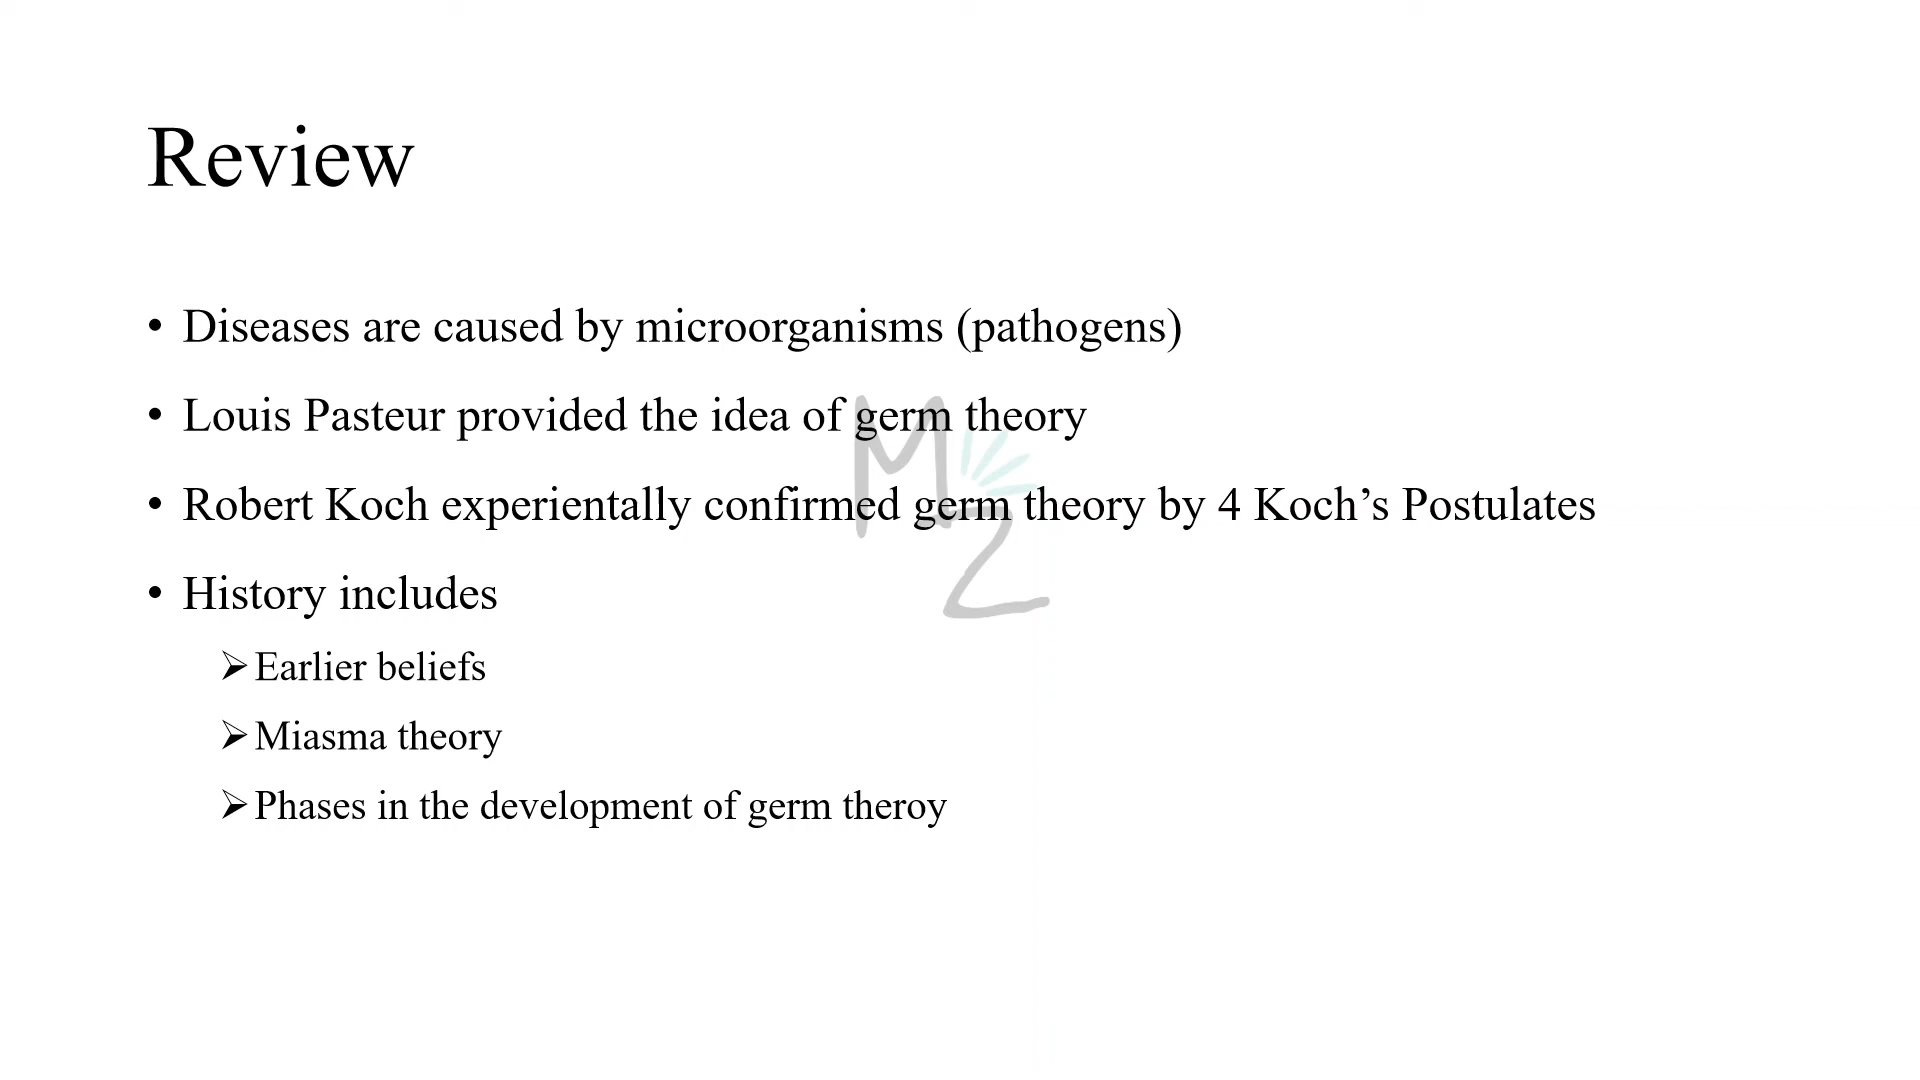 Review
• Diseases are caused by microorganisms (pathogens)
• Louis Pasteur provided the idea of germ theory
• Robert Koch experientally confirmed germ theory by 4 Koch’s Postulates
• History includes
➢Earlier beliefs
➢Miasma theory
➢Phases in the development of germ theroy
MZ